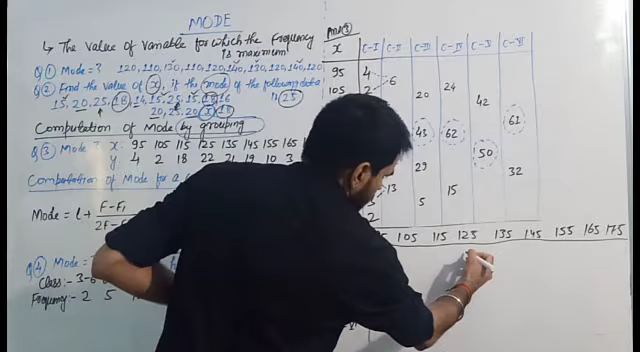 MODE
↳ The value of variable for which the frequency is maximum
Q① Mode=? 120, 110, 130, 110, 120, 140, 130, 120, 140, 120
Q② Find the value of x, if the mode of the following data is 25
15, 20, 25, 18, 14, 15, 25, 15, 18, 16
20, 25, 20, x, 18
Computation of Mode by grouping
Q③ Mode? x: 95 105 115 125 135 145 155 165
y: 4 2 18 22 21 19 10 3
Computation of Mode for a
Mode = l + F-F₁
2F-F
Q④ Mode=
Class:- 3-6
Frequency:- 2 5
Ans③
x C-I C-II C-III C-IV C-V C-VI
95 4
6
105 2
24
20
42
61
43 62
50
29
32
13
15
5
2
105 115 125 135 145 155 165 175